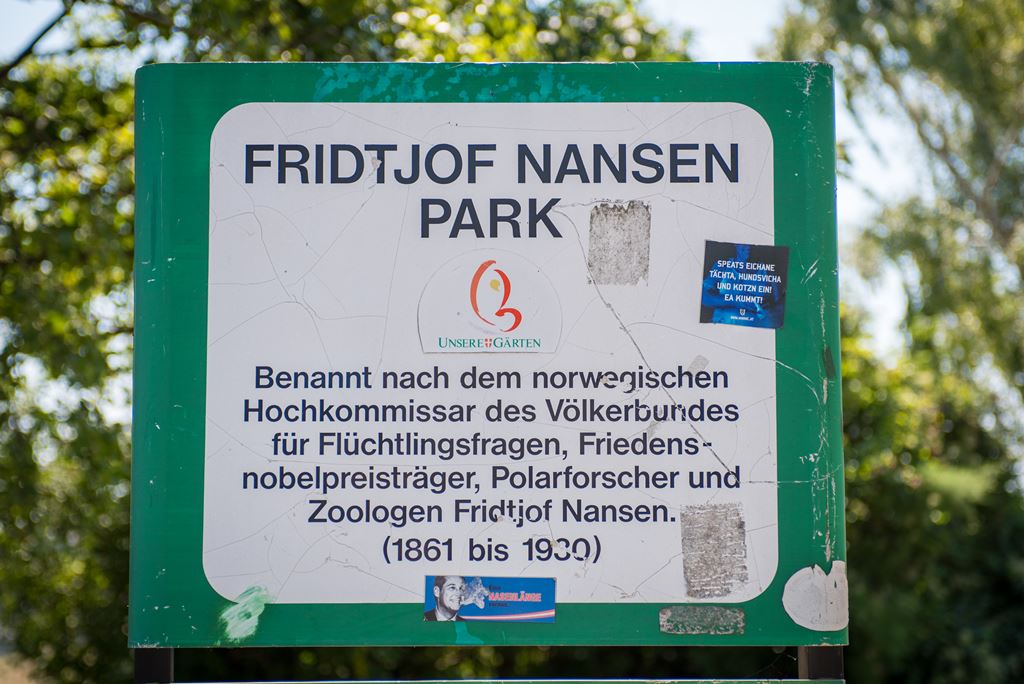 FRIDTJOF NANSEN
PARK
SPEATS EICHANE
TÄCHTA, HUNDSVICHA
UND KOTZN EIN!
EA KUMMT!
UNSERE GÄRTEN
Benannt nach dem norwegischen
Hochkommissar des Völkerbundes
für Flüchtlingsfragen, Friedens-
nobelpreisträger, Polarforscher und
Zoologen Fridtjof Nansen.
(1861 bis 1930)
NASENLÄNGE